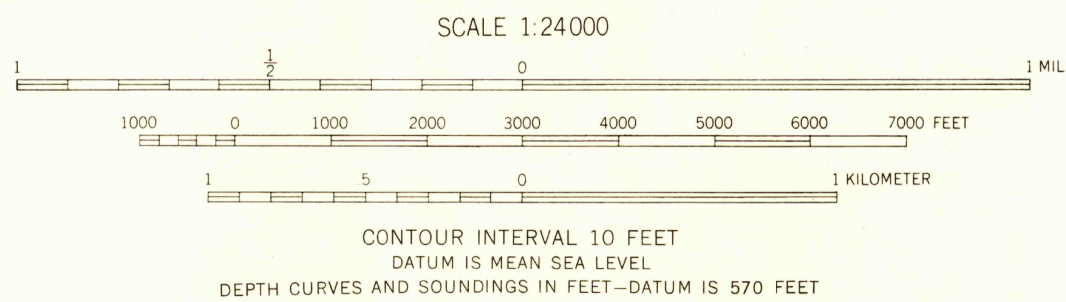 SCALE 1:24000
1 1/2 0 1 MIL
1000 0 1000 2000 3000 4000 5000 6000 7000 FEET
1 .5 0 1 KILOMETER
CONTOUR INTERVAL 10 FEET
DATUM IS MEAN SEA LEVEL
DEPTH CURVES AND SOUNDINGS IN FEET—DATUM IS 570 FEET